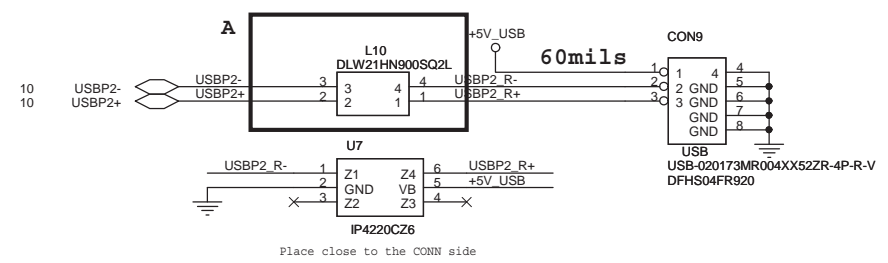 A
+5V_USB
CON9
L10
DLW21HN900SQ2L
60mils
10 USBP2- USBP2- 3 3 4 4 USBP2_R- 1 1 4 4
10 USBP2+ USBP2+ 2 2 1 1 USBP2_R+ 2 2 GND 5
3 3 GND 6
GND 7
GND 8
USB
USB-020173MR004XX52ZR-4P-R-V
DFHS04FR920
U7
USBP2_R- 1 Z1 Z4 6 USBP2_R+
2 GND VB 5 +5V_USB
3 Z2 Z3 4
IP4220CZ6
Place close to the CONN side